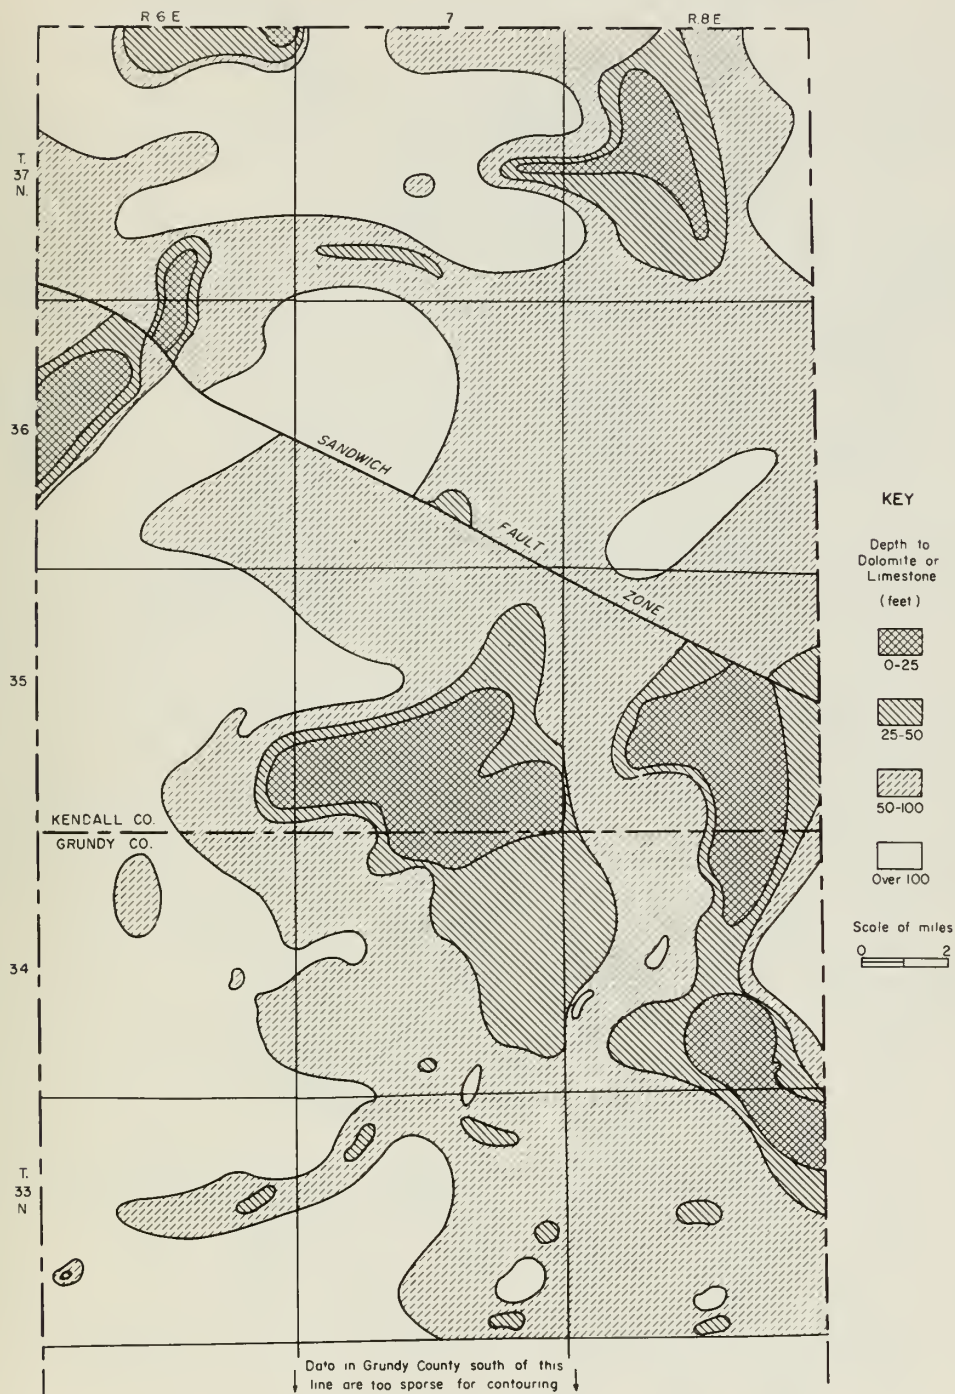 R 6 E 7 R. 8 E
T.
37
N.
36
SANDWICH FAULT ZONE
35
KENDALL CO.
GRUNDY CO.
34
T.
33
N
Data in Grundy County south of this
line are too sparse for contouring
KEY
Depth to
Dolomite or
Limestone
(feet)
0-25
25-50
50-100
Over 100
Scale of miles
0 2